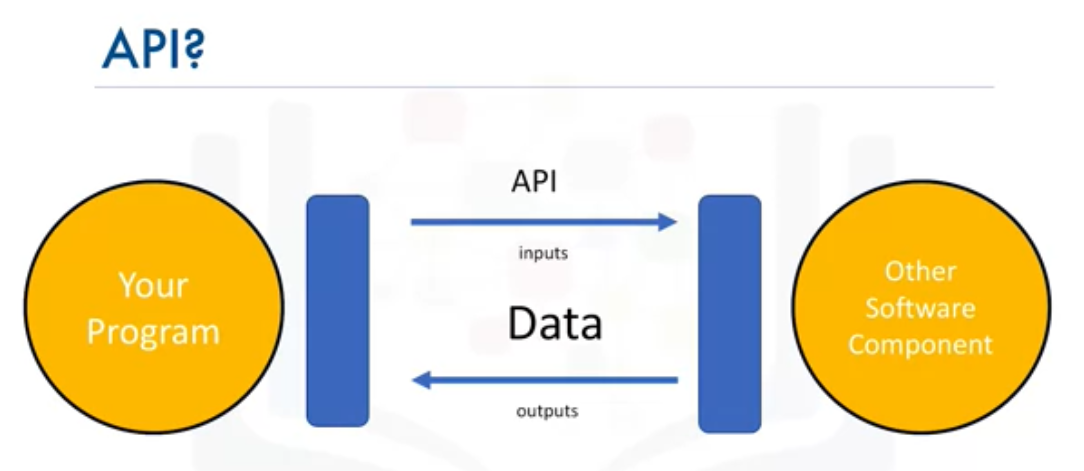 API?
API
inputs
Your
Program
Data
Other
Software
Component
outputs